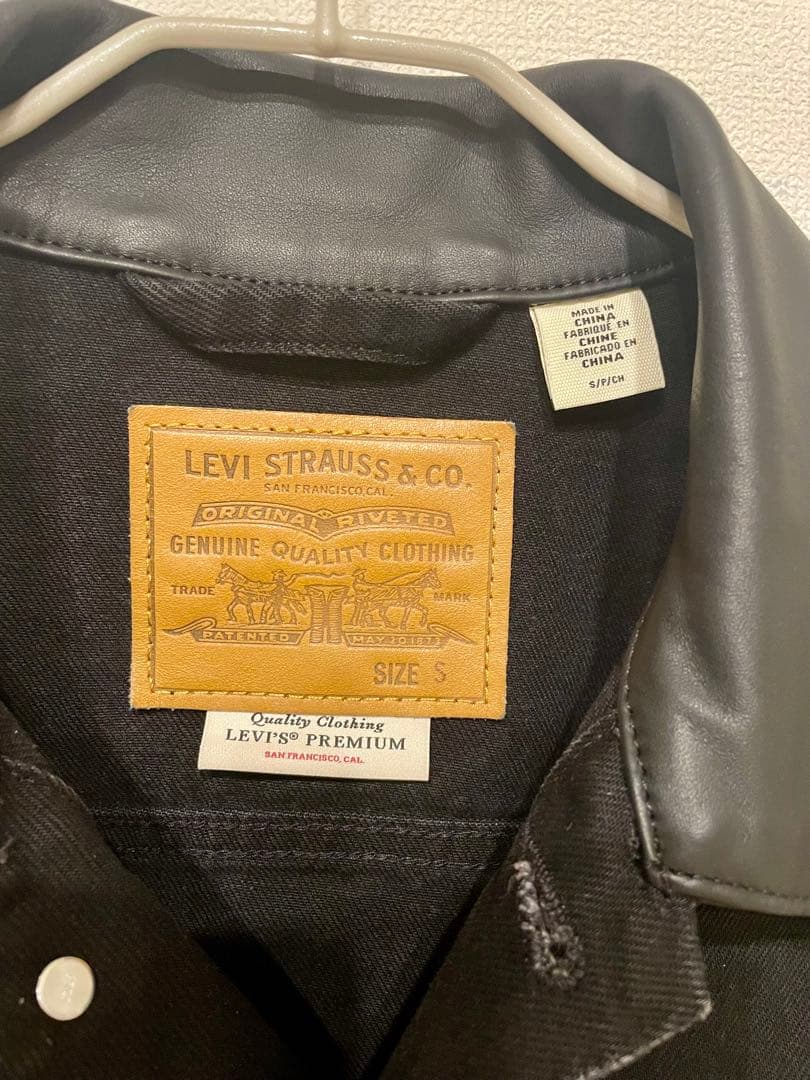 MADE IN
CHINA
FABRIQUÉ EN
CHINE
FABRICADO EN
CHINA
S/P/CH
LEVI STRAUSS & CO.
SAN FRANCISCO, CAL.
ORIGINAL RIVETED
GENUINE QUALITY CLOTHING
TRADE MARK
PATENTED MAY 20 1873
SIZE S
Quality Clothing
LEVI'S® PREMIUM
SAN FRANCISCO, CAL.